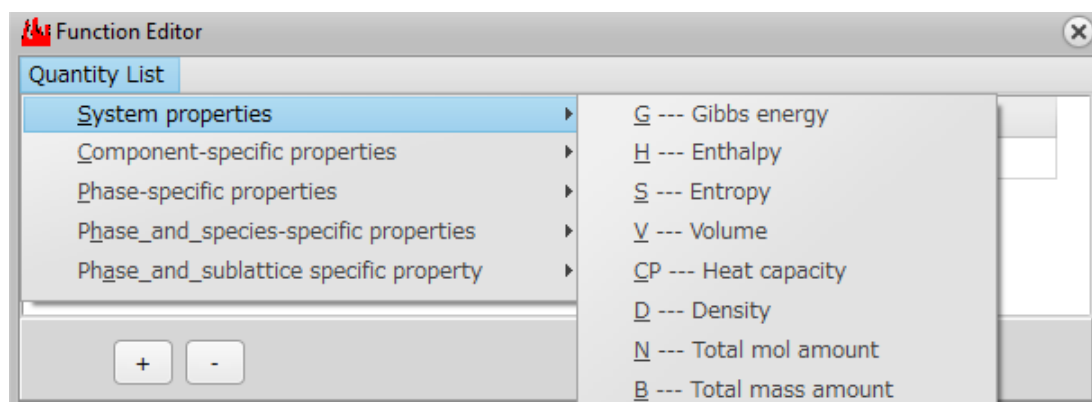 Function Editor
Quantity List
System properties
Component-specific properties
Phase-specific properties
Phase_and_species-specific properties
Phase_and_sublattice specific property
G --- Gibbs energy
H --- Enthalpy
S --- Entropy
V --- Volume
CP --- Heat capacity
D --- Density
N --- Total mol amount
B --- Total mass amount
+
-